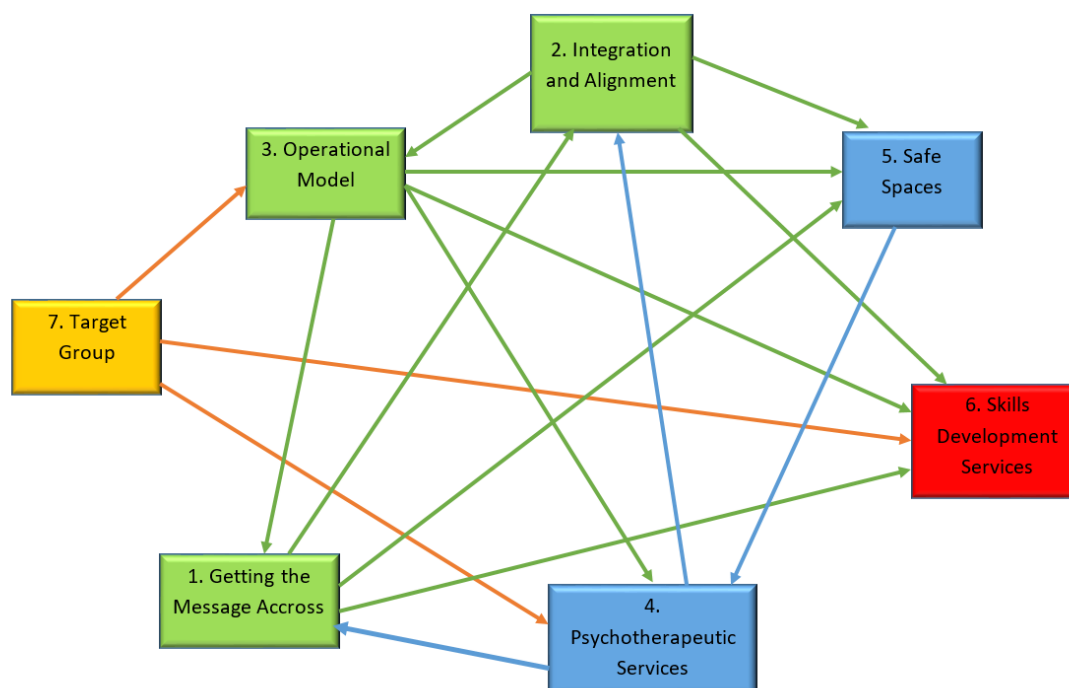 2. Integration
and Alignment
3. Operational
Model
5. Safe
Spaces
7. Target
Group
6. Skills
Development
Services
1. Getting the
Message Accross
4.
Psychotherapeutic
Services